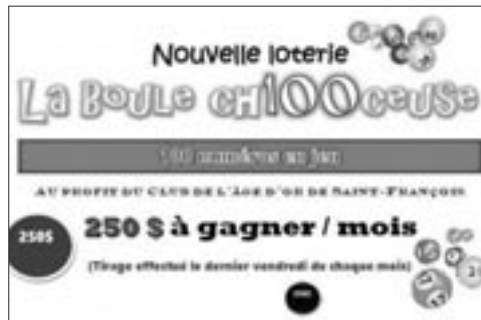 Nouvelle loterie
La Boule ch100ceuse
100 numéros en jeu
Au profit du Club de l'Âge d'or de Saint-François
250$
250 $ à gagner / mois
(Tirage effectué le dernier vendredi de chaque mois)